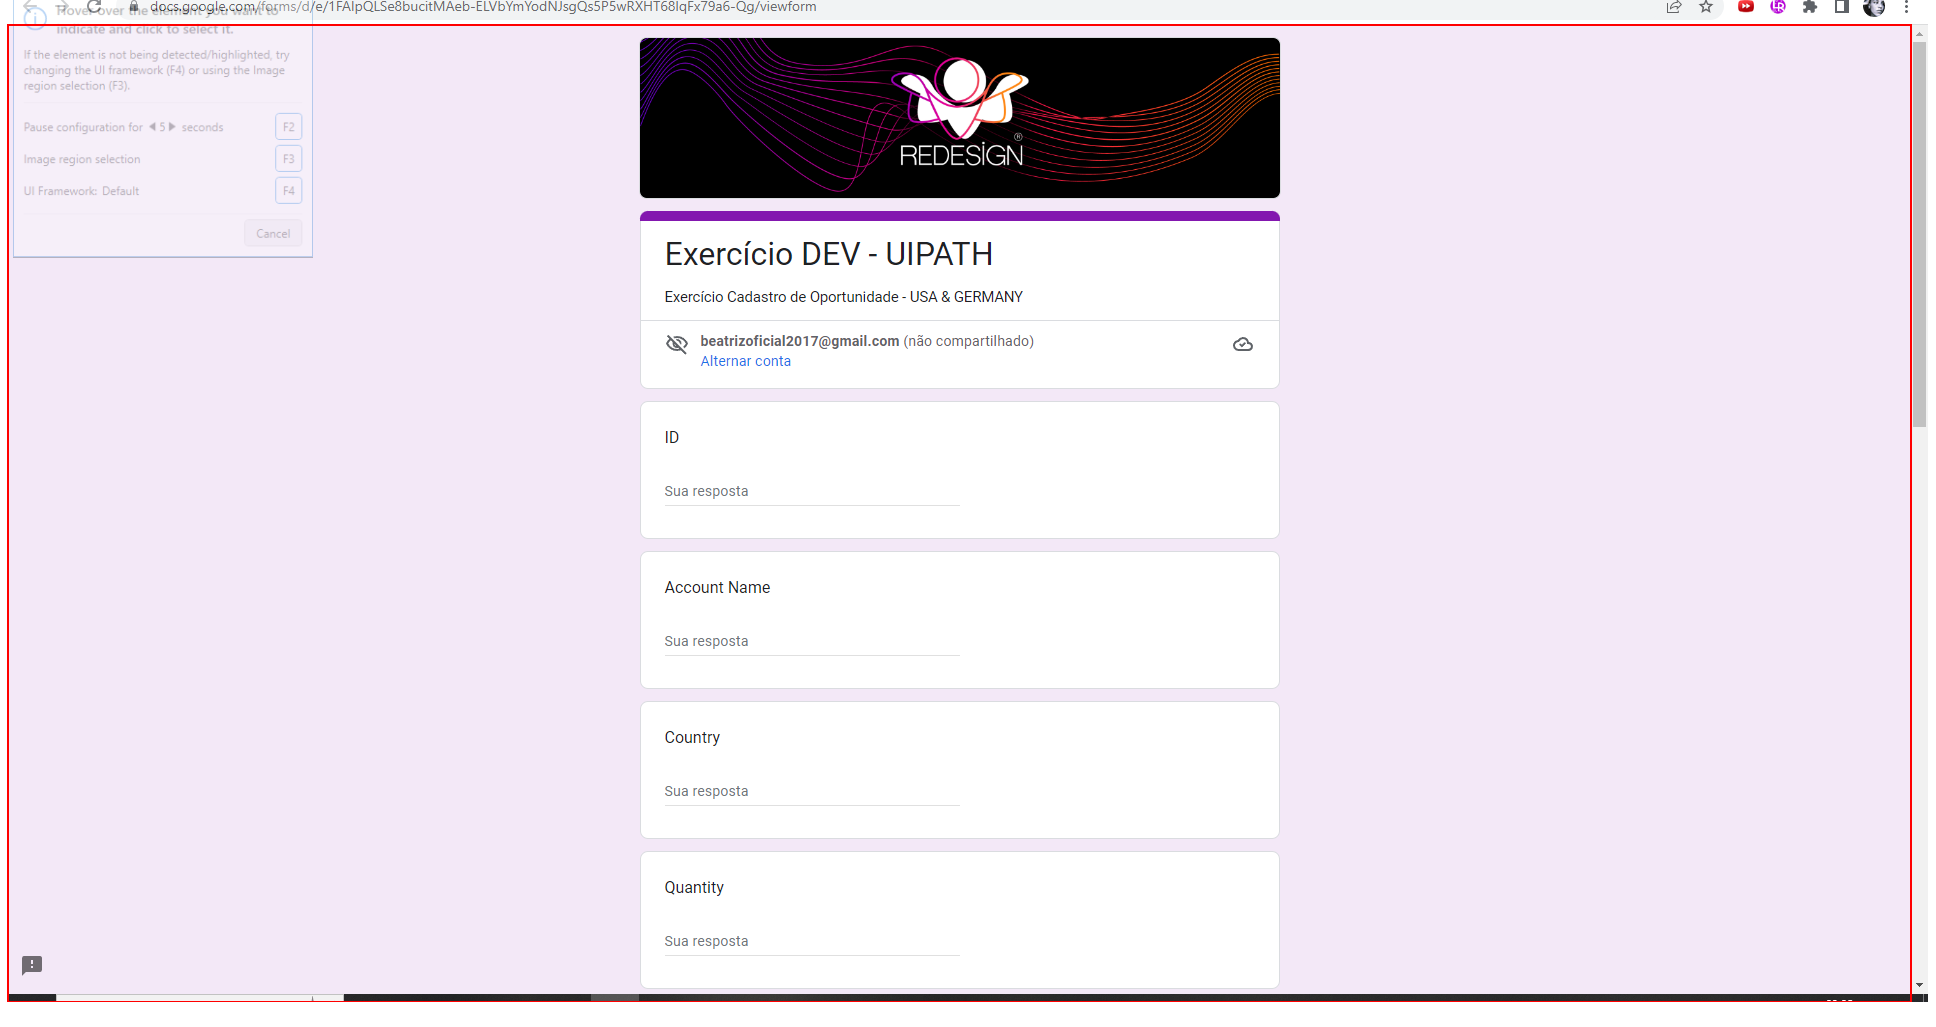 docs.google.com/forms/d/e/1FAIpQLSe8bucitMAeb-ELVbYmYodNJsgQs5P5wRXHT68IqFx79a6-Qg/viewform
Hover over the element you want to
indicate and click to select it.
If the element is not being detected/highlighted, try
changing the UI framework (F4) or using the Image
region selection (F3).
Pause configuration for 5 seconds F2
Image region selection F3
UI Framework: Default F4
Cancel
REDESIGN
Exercício DEV - UIPATH
Exercício Cadastro de Oportunidade - USA & GERMANY
beatrizoficial2017@gmail.com (não compartilhado)
Alternar conta
ID
Sua resposta
Account Name
Sua resposta
Country
Sua resposta
Quantity
Sua resposta